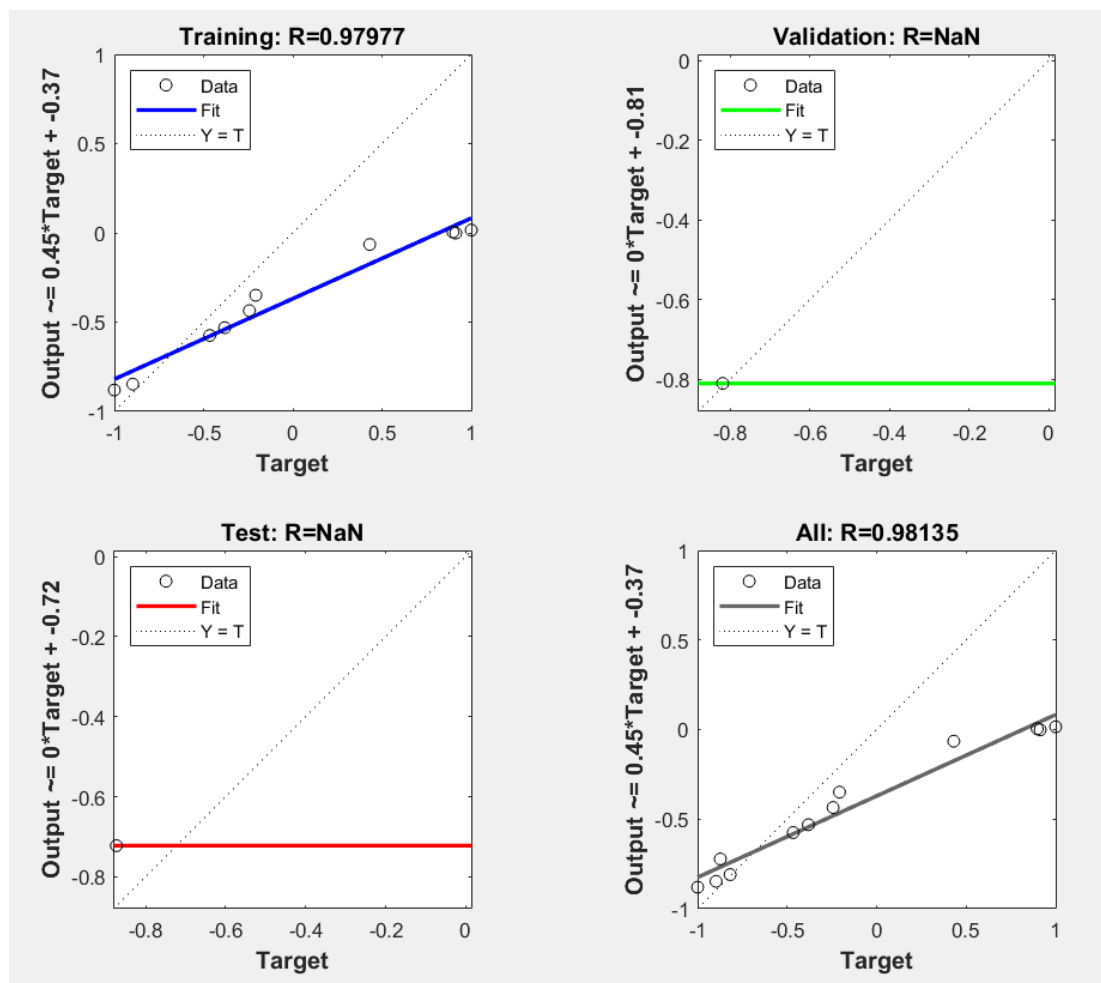 Training: R=0.97977
Output ~= 0.45*Target + -0.37
1
0.5
0
-0.5
-1
Data
Fit
Y = T
-1
-0.5
0
0.5
1
Target
Validation: R=NaN
Output ~= 0*Target + -0.81
0
-0.2
-0.4
-0.6
-0.8
Data
Fit
Y = T
-0.8
-0.6
-0.4
-0.2
0
Target
Test: R=NaN
Output ~= 0*Target + -0.72
0
-0.2
-0.4
-0.6
-0.8
Data
Fit
Y = T
-0.8
-0.6
-0.4
-0.2
0
Target
All: R=0.98135
Output ~= 0.45*Target + -0.37
1
0.5
0
-0.5
-1
Data
Fit
Y = T
-1
-0.5
0
0.5
1
Target